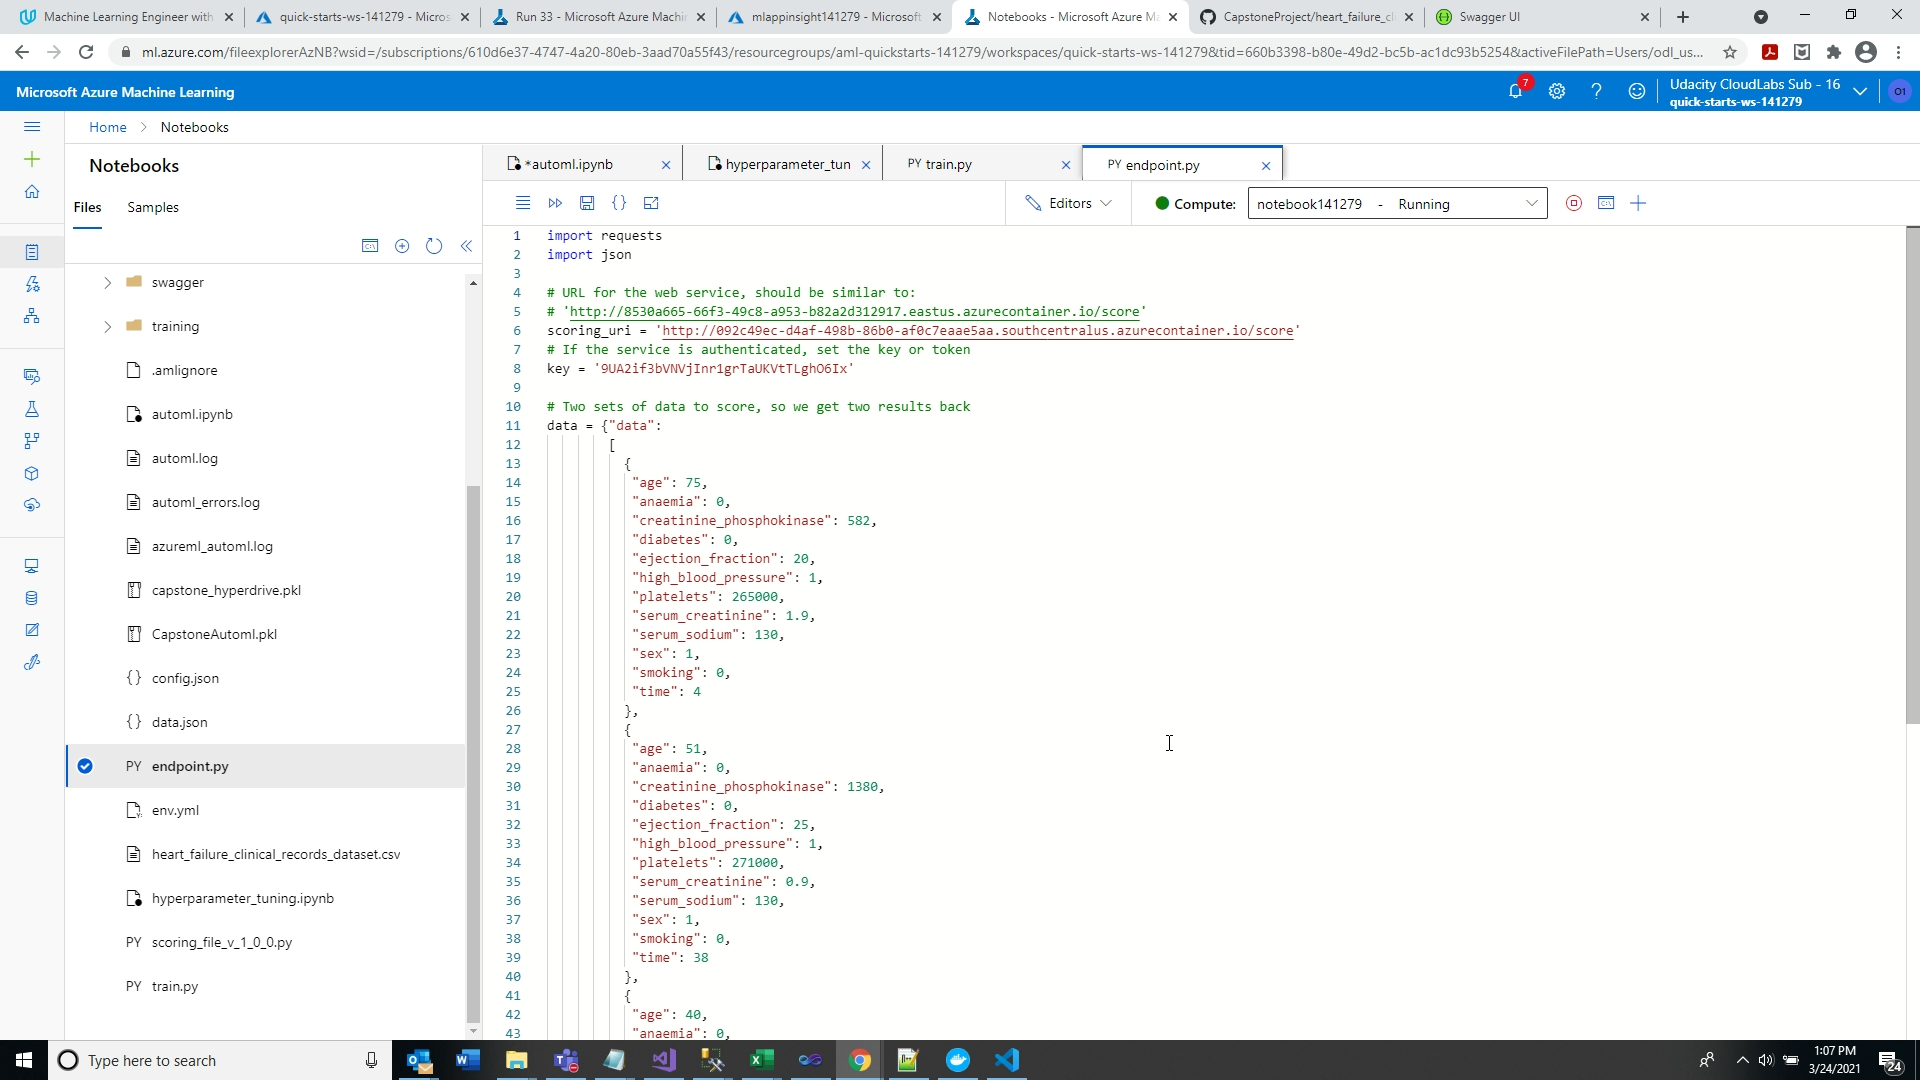 Machine Learning Engineer with
quick-starts-ws-141279 - Micros
Run 33 - Microsoft Azure Machin
mlappinsight141279 - Microsoft
Notebooks - Microsoft Azure Ma
CapstoneProject/heart_failure_cl
Swagger UI
ml.azure.com/fileexplorerAzNB?wsid=/subscriptions/610d6e37-4747-4a20-80eb-3aad70a55f43/resourcegroups/aml-quickstarts-141279/workspaces/quick-starts-ws-141279&tid=660b3398-b80e-49d2-bc5b-ac1dc93b5254&activeFilePath=Users/odl_us...
Microsoft Azure Machine Learning
7
Udacity CloudLabs Sub - 16
quick-starts-ws-141279
O1
Home > Notebooks
Notebooks
Files
Samples
swagger
training
.amlignore
automl.ipynb
automl.log
automl_errors.log
azureml_automl.log
capstone_hyperdrive.pkl
CapstoneAutoml.pkl
{} config.json
{} data.json
PY endpoint.py
env.yml
heart_failure_clinical_records_dataset.csv
hyperparameter_tuning.ipynb
PY scoring_file_v_1_0_0.py
PY train.py
*automl.ipynb
hyperparameter_tun
PY train.py
PY endpoint.py
Editors
Compute:
notebook141279 - Running
1 import requests
2 import json
3
4 # URL for the web service, should be similar to:
5 # 'http://8530a665-66f3-49c8-a953-b82a2d312917.eastus.azurecontainer.io/score'
6 scoring_uri = 'http://092c49ec-d4af-498b-86b0-af0c7eaae5aa.southcentralus.azurecontainer.io/score'
7 # If the service is authenticated, set the key or token
8 key = '9UA2if3bVNVjInr1grTaUKVtTLghO6Ix'
9
10 # Two sets of data to score, so we get two results back
11 data = {"data":
12 [
13 {
14 "age": 75,
15 "anaemia": 0,
16 "creatinine_phosphokinase": 582,
17 "diabetes": 0,
18 "ejection_fraction": 20,
19 "high_blood_pressure": 1,
20 "platelets": 265000,
21 "serum_creatinine": 1.9,
22 "serum_sodium": 130,
23 "sex": 1,
24 "smoking": 0,
25 "time": 4
26 },
27 {
28 "age": 51,
29 "anaemia": 0,
30 "creatinine_phosphokinase": 1380,
31 "diabetes": 0,
32 "ejection_fraction": 25,
33 "high_blood_pressure": 1,
34 "platelets": 271000,
35 "serum_creatinine": 0.9,
36 "serum_sodium": 130,
37 "sex": 1,
38 "smoking": 0,
39 "time": 38
40 },
41 {
42 "age": 40,
43 "anaemia": 0,
Type here to search
1:07 PM
3/24/2021
24